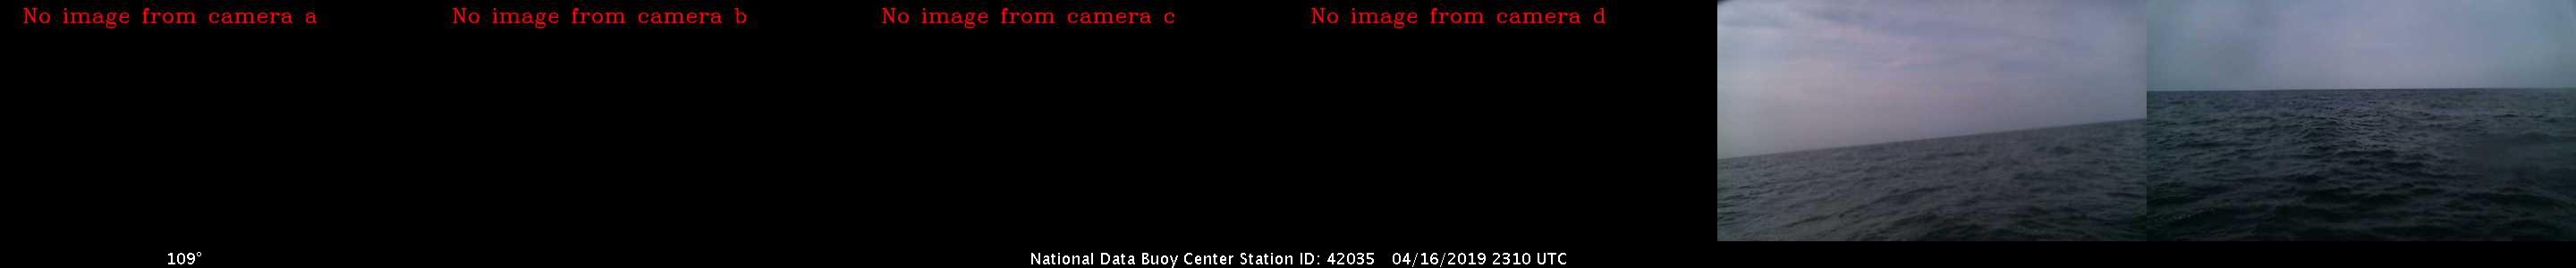 No image from camera a
No image from camera b
No image from camera c
No image from camera d
109°
National Data Buoy Center Station ID: 42035 04/16/2019 2310 UTC